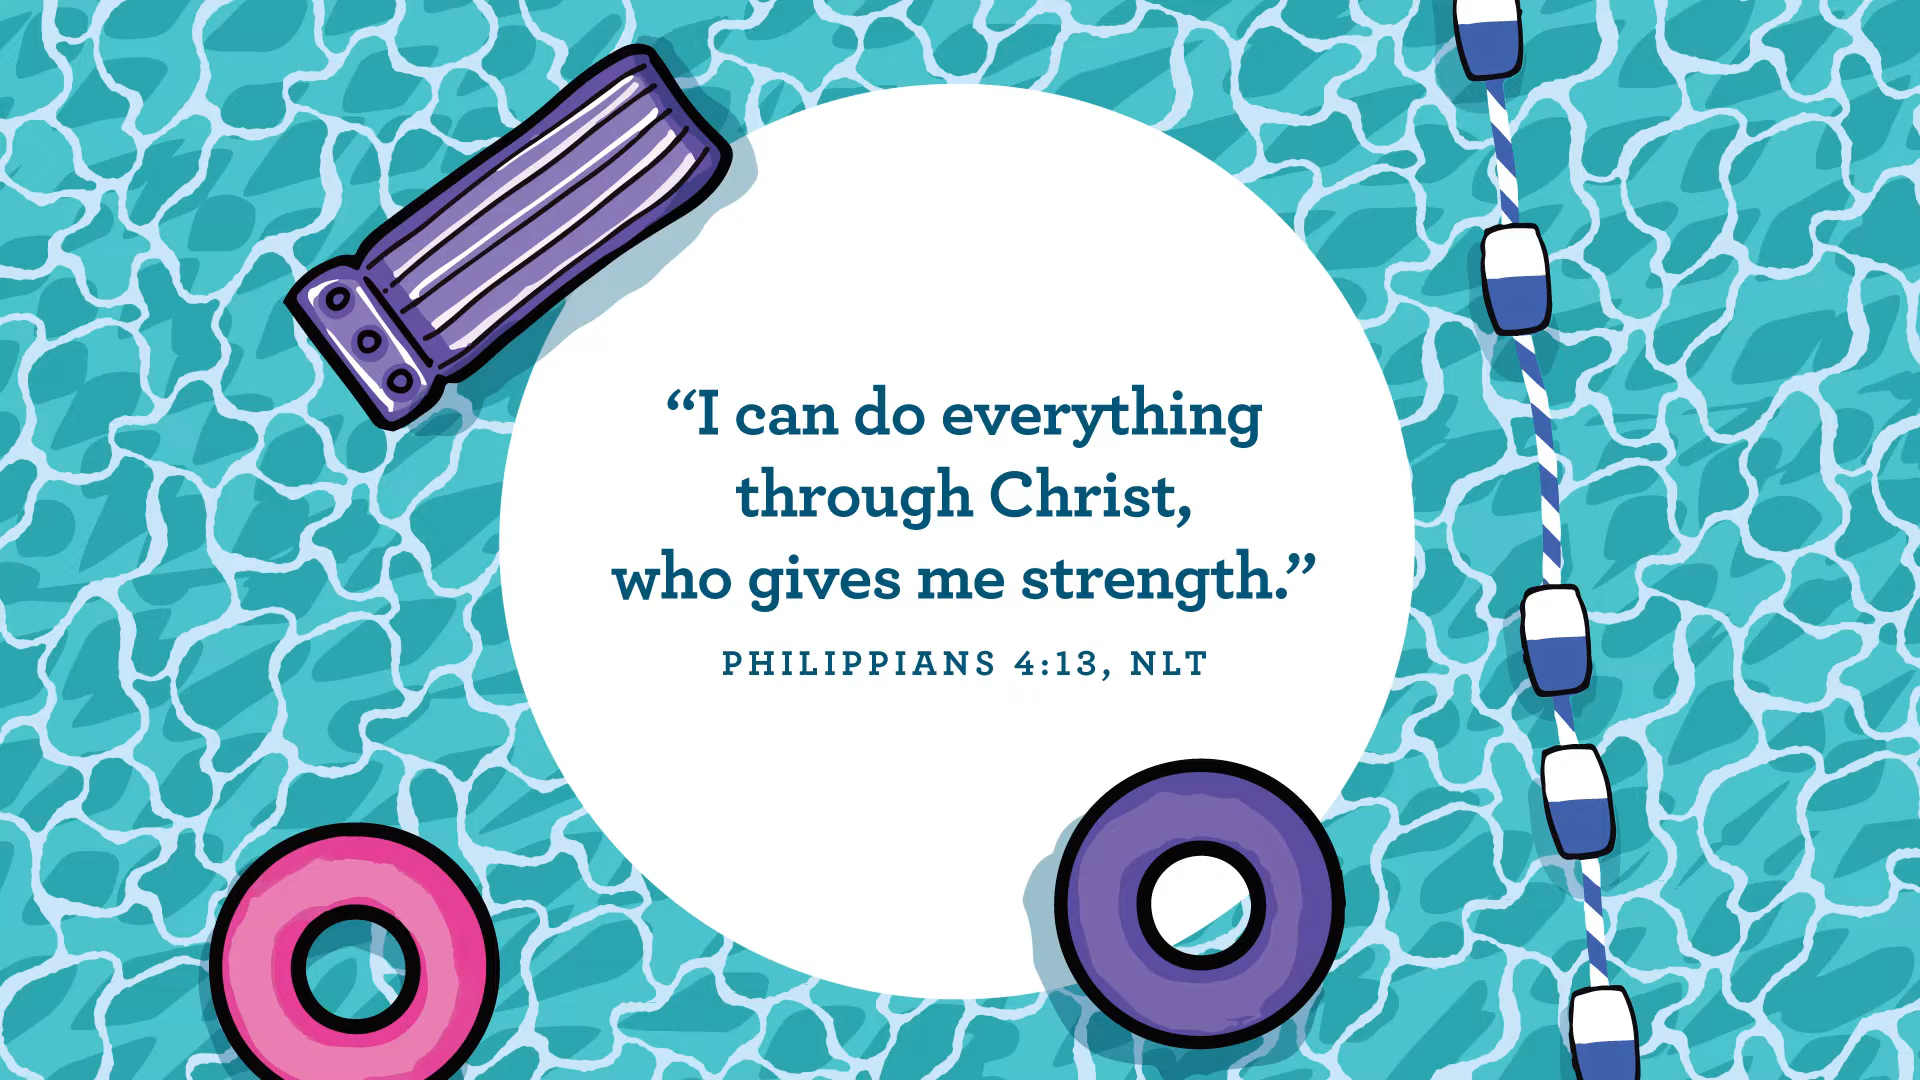 “I can do everything
through Christ,
who gives me strength.”
PHILIPPIANS 4:13, NLT